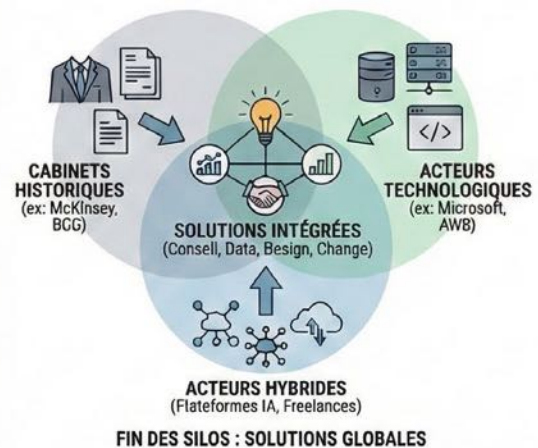 </>
CABINETS
HISTORIQUES
(ex: McKinsey,
BCG)
ACTEURS
TECHNOLOGIQUES
(ex: Microsoft,
AWB)
SOLUTIONS INTÉGRÉES
(Consell, Data, Besign, Change)
ACTEURS HYBRIDES
(Flateformes IA, Freelances)
FIN DES SILOS : SOLUTIONS GLOBALES